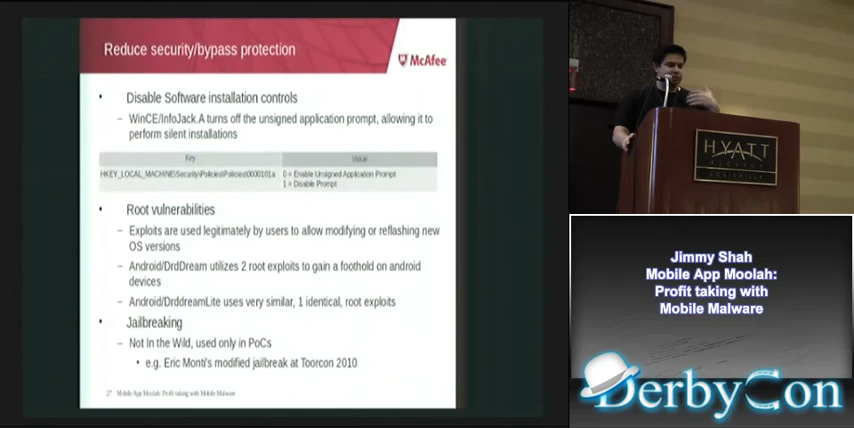 Reduce security/bypass protection
McAfee
• Disable Software installation controls
– WinCE/InfoJack.A turns off the unsigned application prompt, allowing it to
perform silent installations
Key Value
HKEY_LOCAL_MACHINE\Security\Policies\Policies\0000101a 0 = Enable Unsigned Application Prompt
1 = Disable Prompt
• Root vulnerabilities
– Exploits are used legitimately by users to allow modifying or reflashing new
OS versions
– Android/DrdDream utilizes 2 root exploits to gain a foothold on android
devices
– Android/DrddreamLite uses very similar, 1 identical, root exploits
• Jailbreaking
– Not In the Wild, used only in PoCs
• e.g. Eric Monti's modified jailbreak at Toorcon 2010
27 Mobile App Moolah: Profit taking with Mobile Malware
HYATT
REGENCY
LOUISVILLE
Jimmy Shah
Mobile App Moolah:
Profit taking with
Mobile Malware
DerbyCon